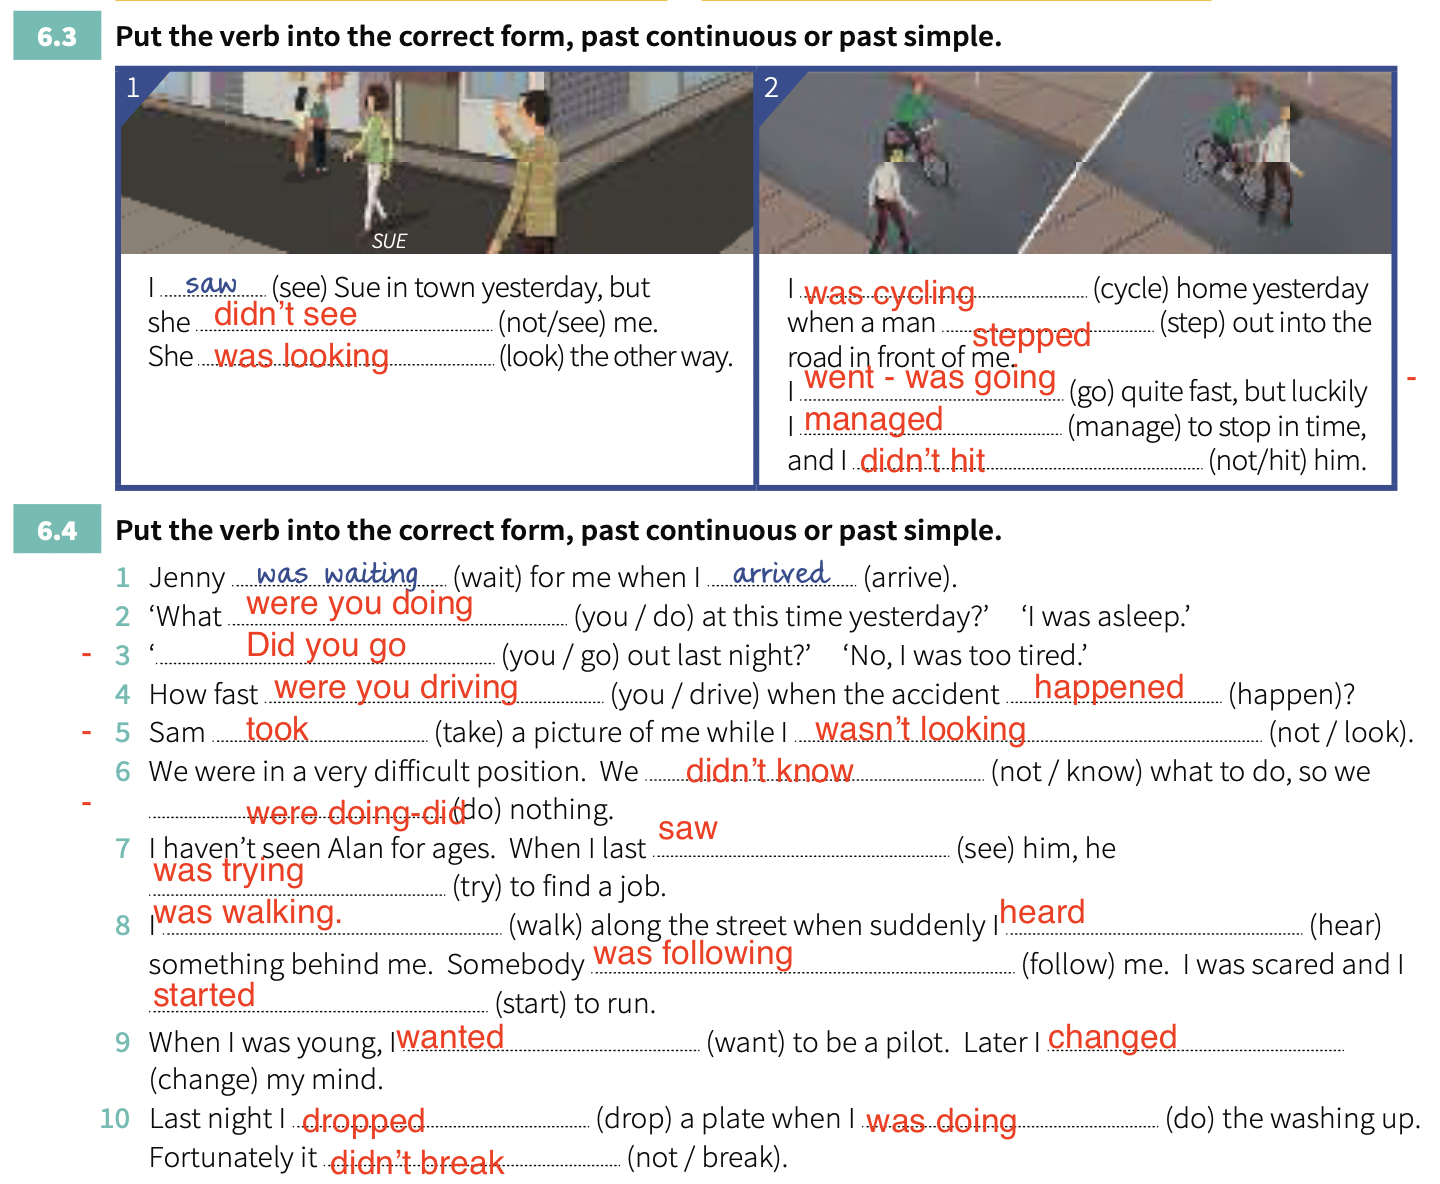 6.3 Put the verb into the correct form, past continuous or past simple.
1
SUE
I saw (see) Sue in town yesterday, but
she didn't see (not/see) me.
She was looking (look) the other way.
2
I was cycling (cycle) home yesterday
when a man stepped (step) out into the
road in front of me.
I went - was going (go) quite fast, but luckily -
I managed (manage) to stop in time,
and I didn't hit (not/hit) him.
6.4 Put the verb into the correct form, past continuous or past simple.
1 Jenny was waiting (wait) for me when I arrived (arrive).
2 ‘What were you doing (you / do) at this time yesterday?’ ‘I was asleep.’
- 3 ‘ Did you go (you / go) out last night?’ ‘No, I was too tired.’
4 How fast were you driving (you / drive) when the accident happened (happen)?
- 5 Sam took (take) a picture of me while I wasn't looking (not / look).
6 We were in a very difficult position. We didn't know (not / know) what to do, so we
- were doing-did (do) nothing.
7 I haven't seen Alan for ages. When I last saw (see) him, he
was trying (try) to find a job.
8 I was walking. (walk) along the street when suddenly I heard (hear)
something behind me. Somebody was following (follow) me. I was scared and I
started (start) to run.
9 When I was young, I wanted (want) to be a pilot. Later I changed
(change) my mind.
10 Last night I dropped (drop) a plate when I was doing (do) the washing up.
Fortunately it didn't break (not / break).